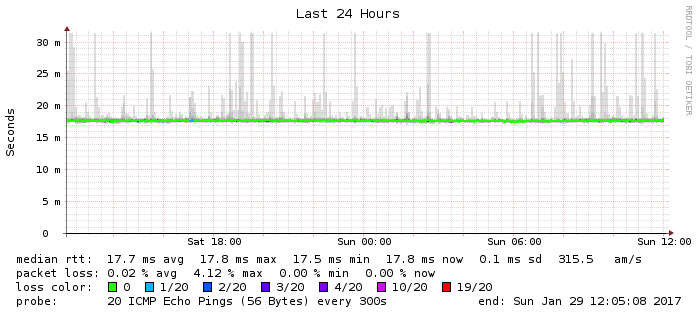 Last 24 Hours
RRDTOOL / TOBI OETIKER
Seconds
30 m
25 m
20 m
15 m
10 m
5 m
0
Sat 18:00 Sun 00:00 Sun 06:00 Sun 12:00
median rtt: 17.7 ms avg 17.8 ms max 17.5 ms min 17.8 ms now 0.1 ms sd 315.5 am/s
packet loss: 0.02 % avg 4.12 % max 0.00 % min 0.00 % now
loss color: 0 1/20 2/20 3/20 4/20 10/20 19/20
probe: 20 ICMP Echo Pings (56 Bytes) every 300s end: Sun Jan 29 12:05:08 2017